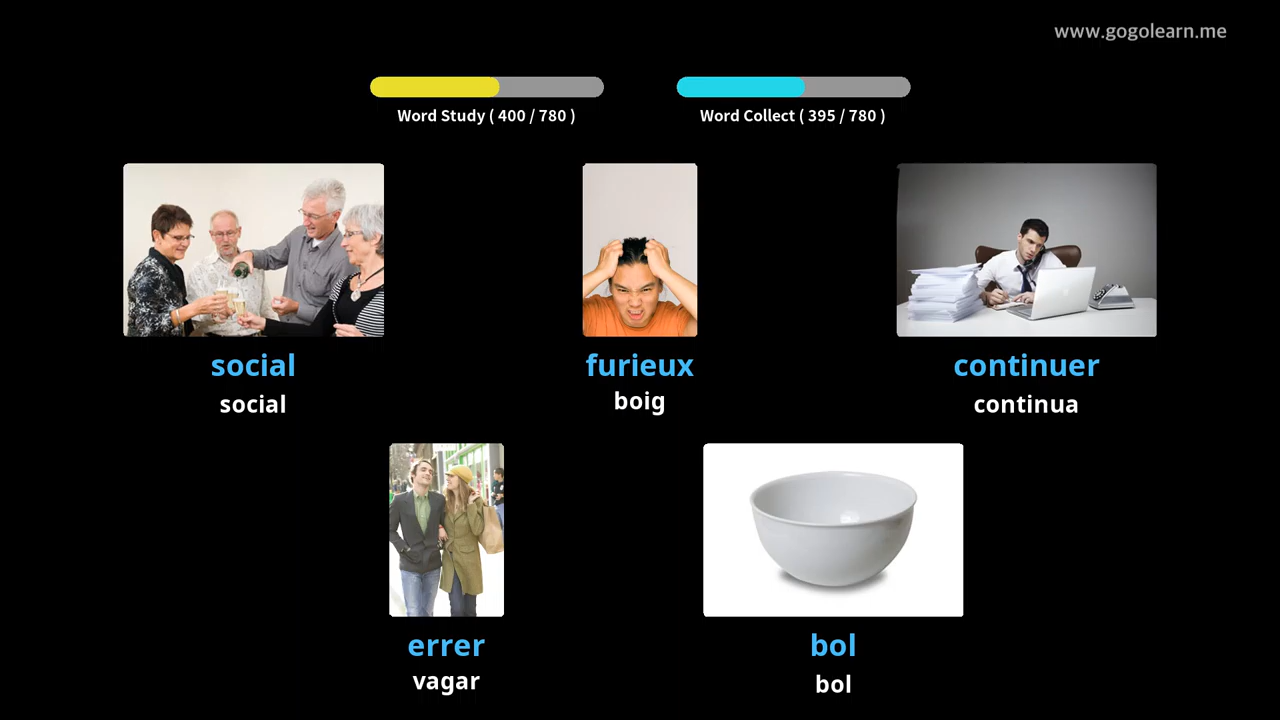 www.gogolearn.me
Word Study ( 400 / 780 )
Word Collect ( 395 / 780 )
social
social
furieux
boig
continuer
continua
errer
vagar
bol
bol